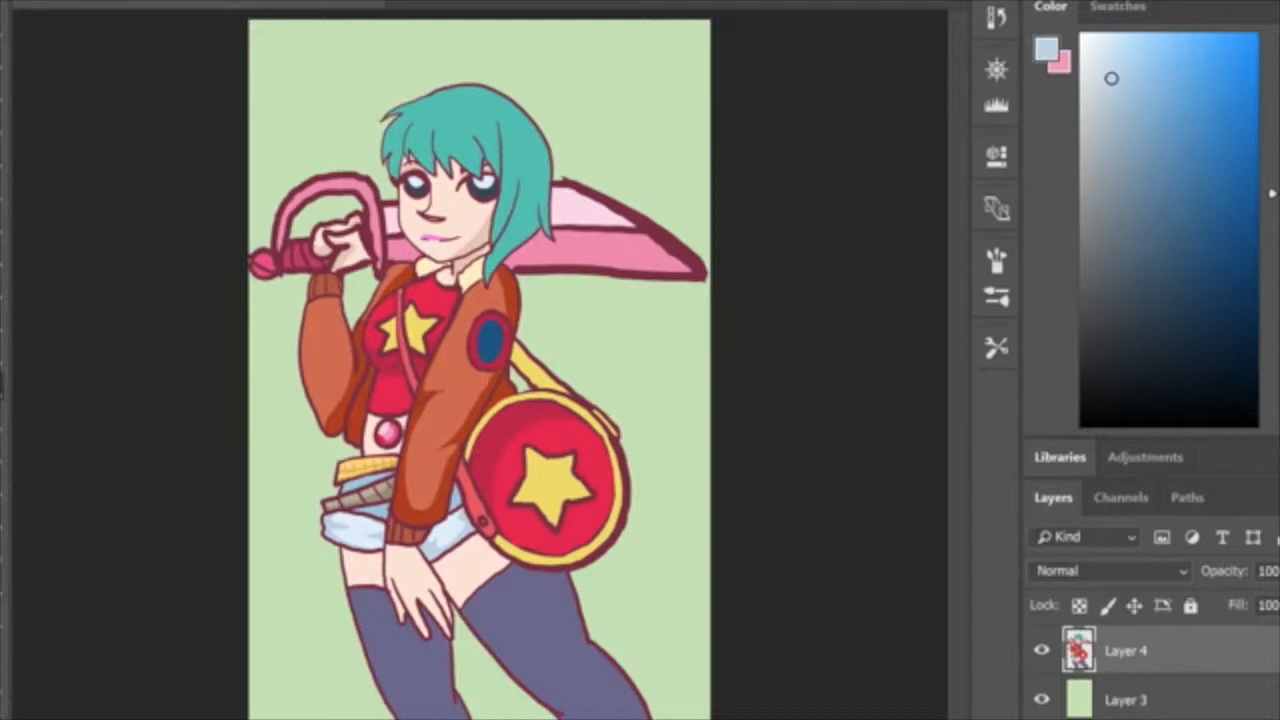 Color Swatches
Libraries Adjustments
Layers Channels Paths
Kind
Normal Opacity: 100
Lock: Fill: 100
Layer 4
Layer 3